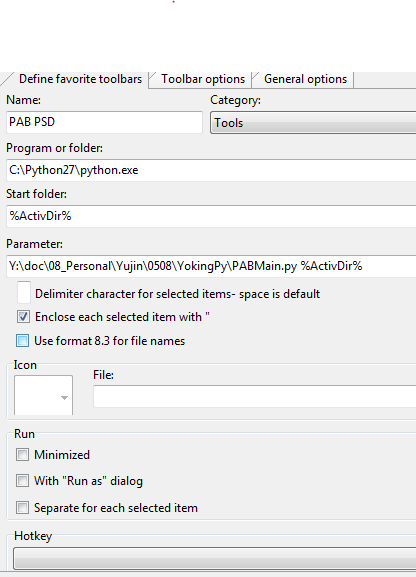 Define favorite toolbars Toolbar options General options
Name: Category:
PAB PSD Tools
Program or folder:
C:\Python27\python.exe
Start folder:
%ActivDir%
Parameter:
Y:\doc\08_Personal\Yujin\0508\YokingPy\PABMain.py %ActivDir%
Delimiter character for selected items- space is default
Enclose each selected item with "
Use format 8.3 for file names
Icon
File:
Run
Minimized
With "Run as" dialog
Separate for each selected item
Hotkey